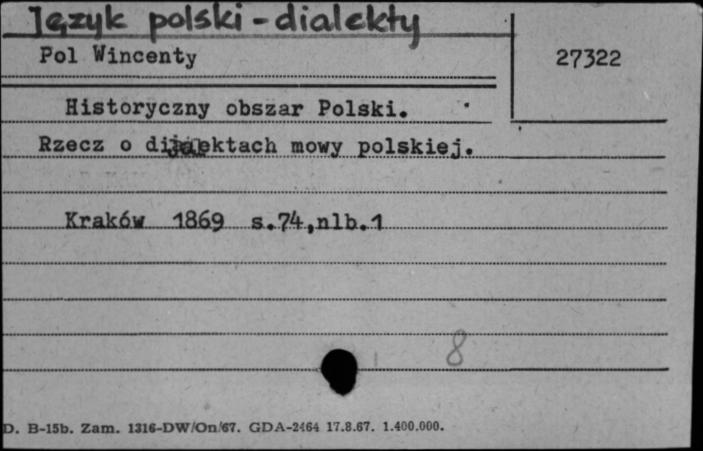 Język polski - dialekty
Pol Wincenty
27322
Historyczny obszar Polski.
Rzecz o dijalektach mowy polskiej.
Kraków 1869 s.74,nlb.1
8
D. B-15b. Zam. 1316-DW/On/67. GDA-2464 17.8.67. 1.400.000.